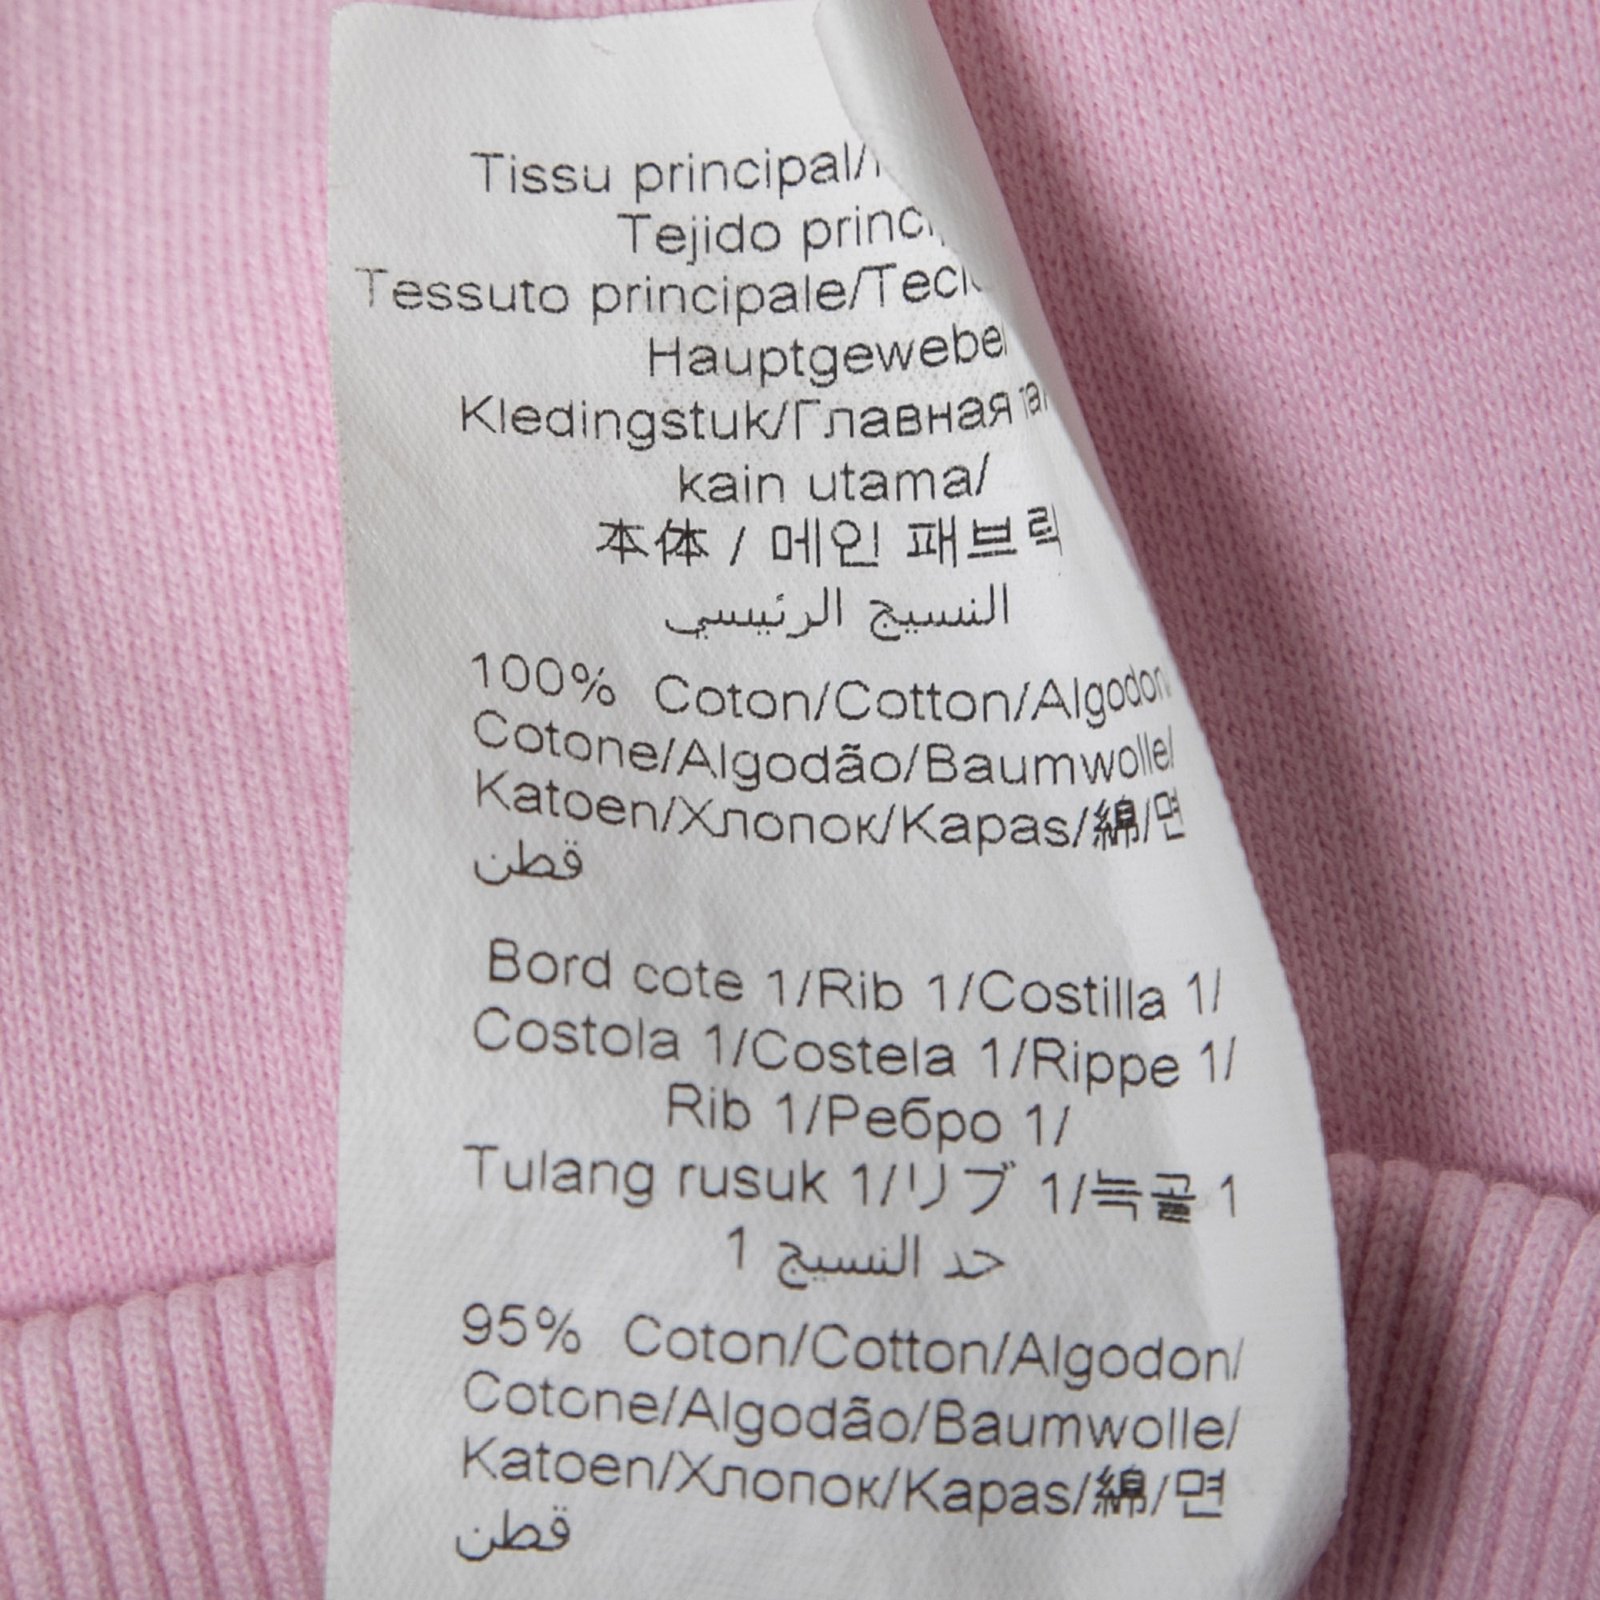 Tissu principal/
Tejido
Tessuto principale/
Hauptgewebe
Kledingstuk/Главная
kain utama/
本体 / 메인 패브릭
النسيج الرئيسي
100% Coton/Cotton/Algodon
Cotone/Algodão/Baumwolle/
Katoen/Хлопок/Kapas/綿/면
قطن
Bord cote 1/Rib 1/Costilla 1/
Costola 1/Costela 1/Rippe 1/
Rib 1/Ребро 1/
Tulang rusuk 1/リブ 1/늑골 1
حد النسيج 1
95% Coton/Cotton/Algodon/
Cotone/Algodão/Baumwolle/
Katoen/Хлопок/Kapas/綿/면
قطن